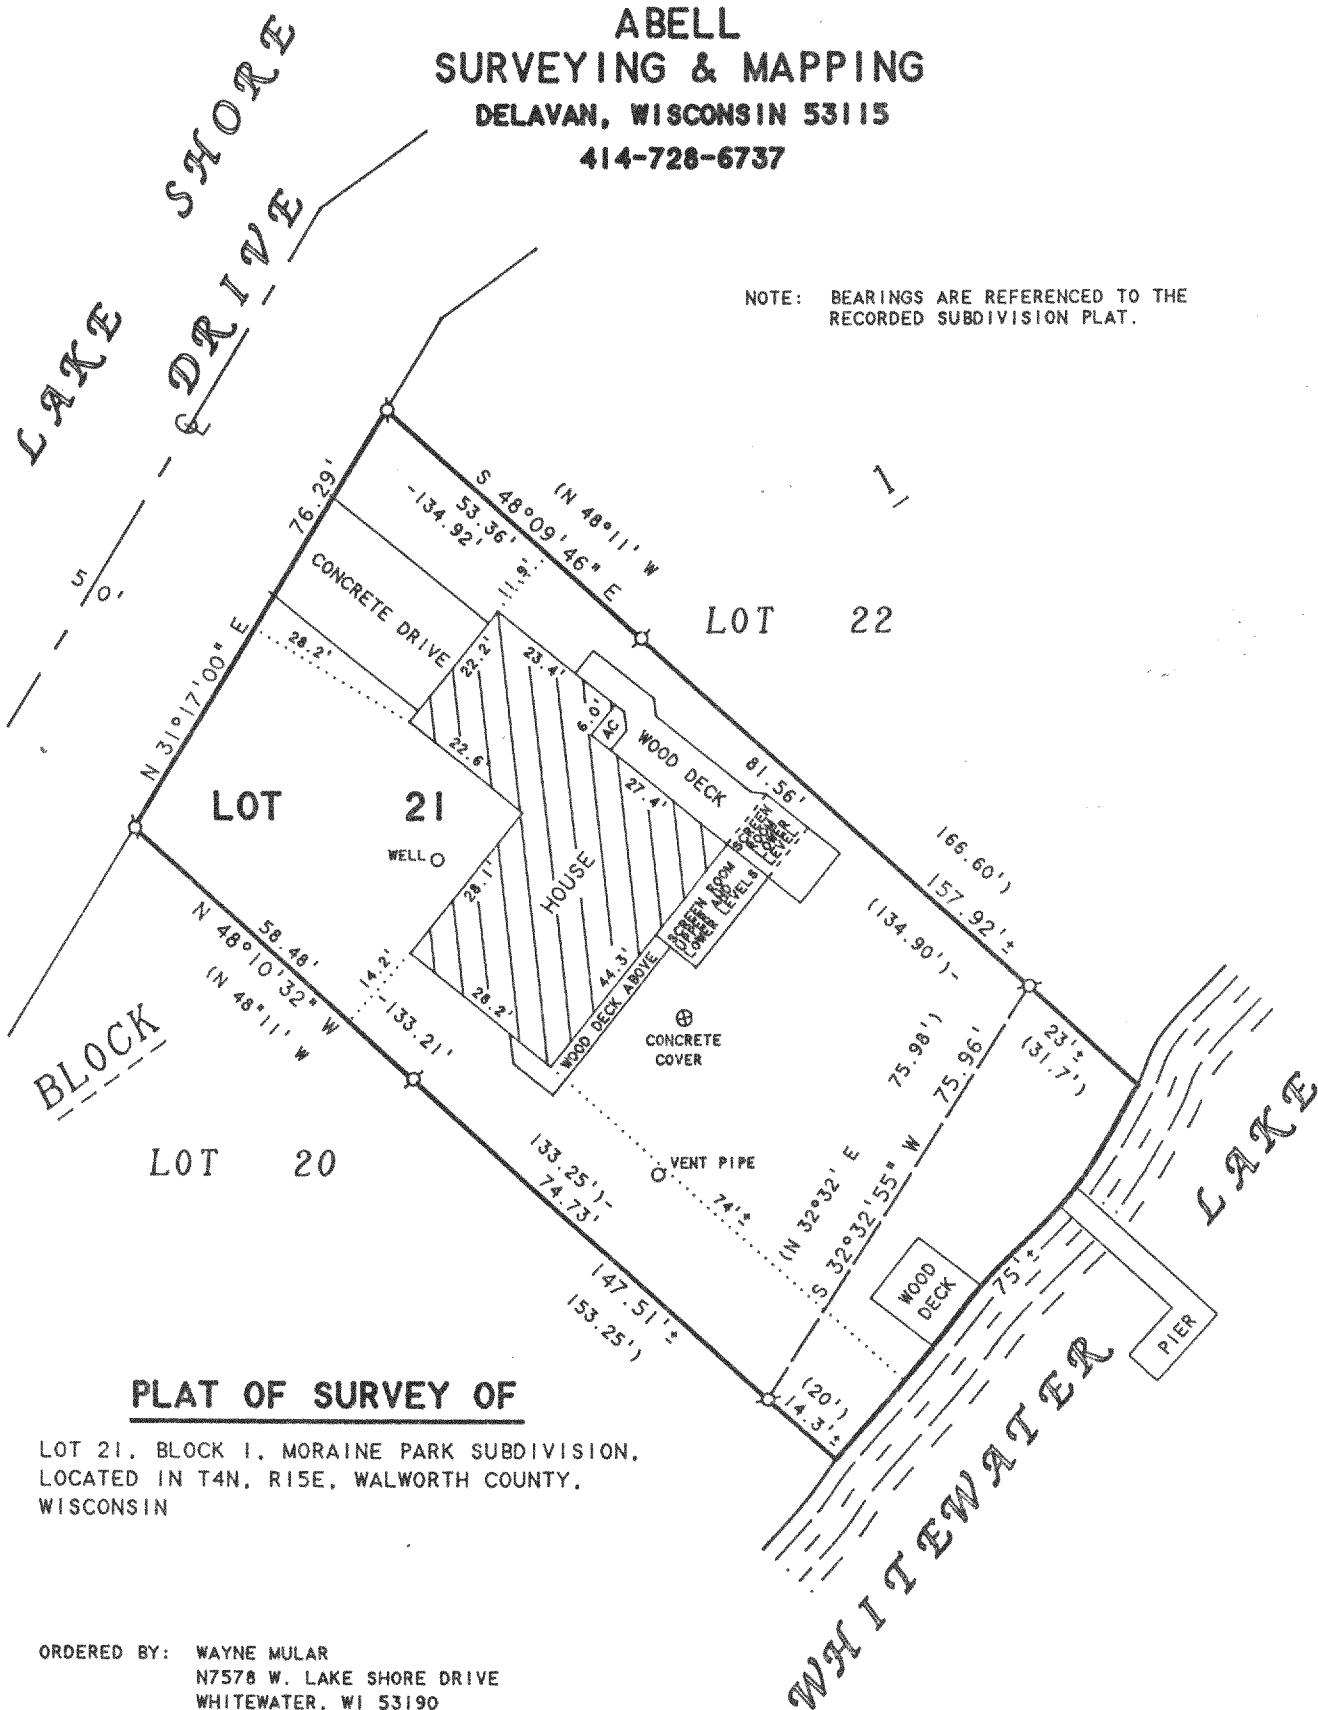 ABELL
SURVEYING & MAPPING
DELAVAN, WISCONSIN 53115
414-728-6737
LAKE SHORE
DRIVE
NOTE: BEARINGS ARE REFERENCED TO THE
RECORDED SUBDIVISION PLAT.
50'
76.29'
N 31°17'00" E
S 48°09'46" E
(N 48°11' W
53.36'
-134.92'
11.9'
1
CONCRETE DRIVE
28.2'
22.2'
23.4'
6.0'
AC
WOOD DECK
22.6'
27.4'
81.56'
LOT 22
LOT 21
WELL
28.1'
HOUSE
SCREEN
ROOM
LOWER
LEVEL
SCREEN ROOM
UPPER AND
LOWER LEVELS
44.3'
WOOD DECK ABOVE
28.2'
14.2'
58.48'
N 48°10'32" W
(N 48°11' W
-133.21'
166.60')
157.92'±
(134.90')-
CONCRETE
COVER
75.98')
75.96'
23'±
(31.7')
BLOCK
LOT 20
133.25')-
74.73'
VENT PIPE
74'±
(N 32°32' E
S 32°32'55" W
WOOD
DECK
75'±
PIER
147.51'±
153.25')
(20')
14.3'±
WHITEWATER LAKE
PLAT OF SURVEY OF
LOT 21, BLOCK 1, MORAINE PARK SUBDIVISION,
LOCATED IN T4N, R15E, WALWORTH COUNTY,
WISCONSIN
ORDERED BY: WAYNE MULAR
N7578 W. LAKE SHORE DRIVE
WHITEWATER, WI 53190